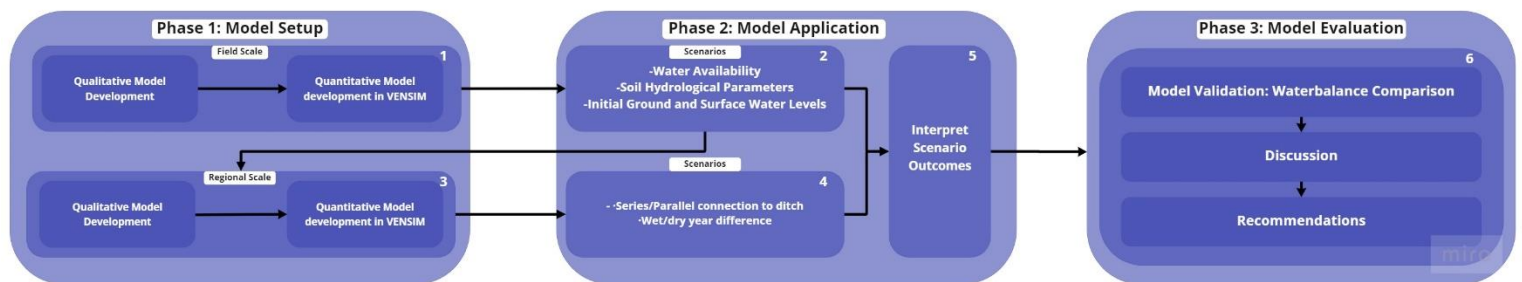 Phase 1: Model Setup
Field Scale
1
Qualitative Model
Development
Quantitative Model
development in VENSIM
Regional Scale
3
Qualitative Model
Development
Quantitative Model
development in VENSIM
Phase 2: Model Application
Scenarios
2
-Water Availability
-Soil Hydrological Parameters
-Initial Ground and Surface Water Levels
Scenarios
4
- ·Series/Parallel connection to ditch
·Wet/dry year difference
5
Interpret
Scenario
Outcomes
Phase 3: Model Evaluation
6
Model Validation: Waterbalance Comparison
Discussion
Recommendations
miro